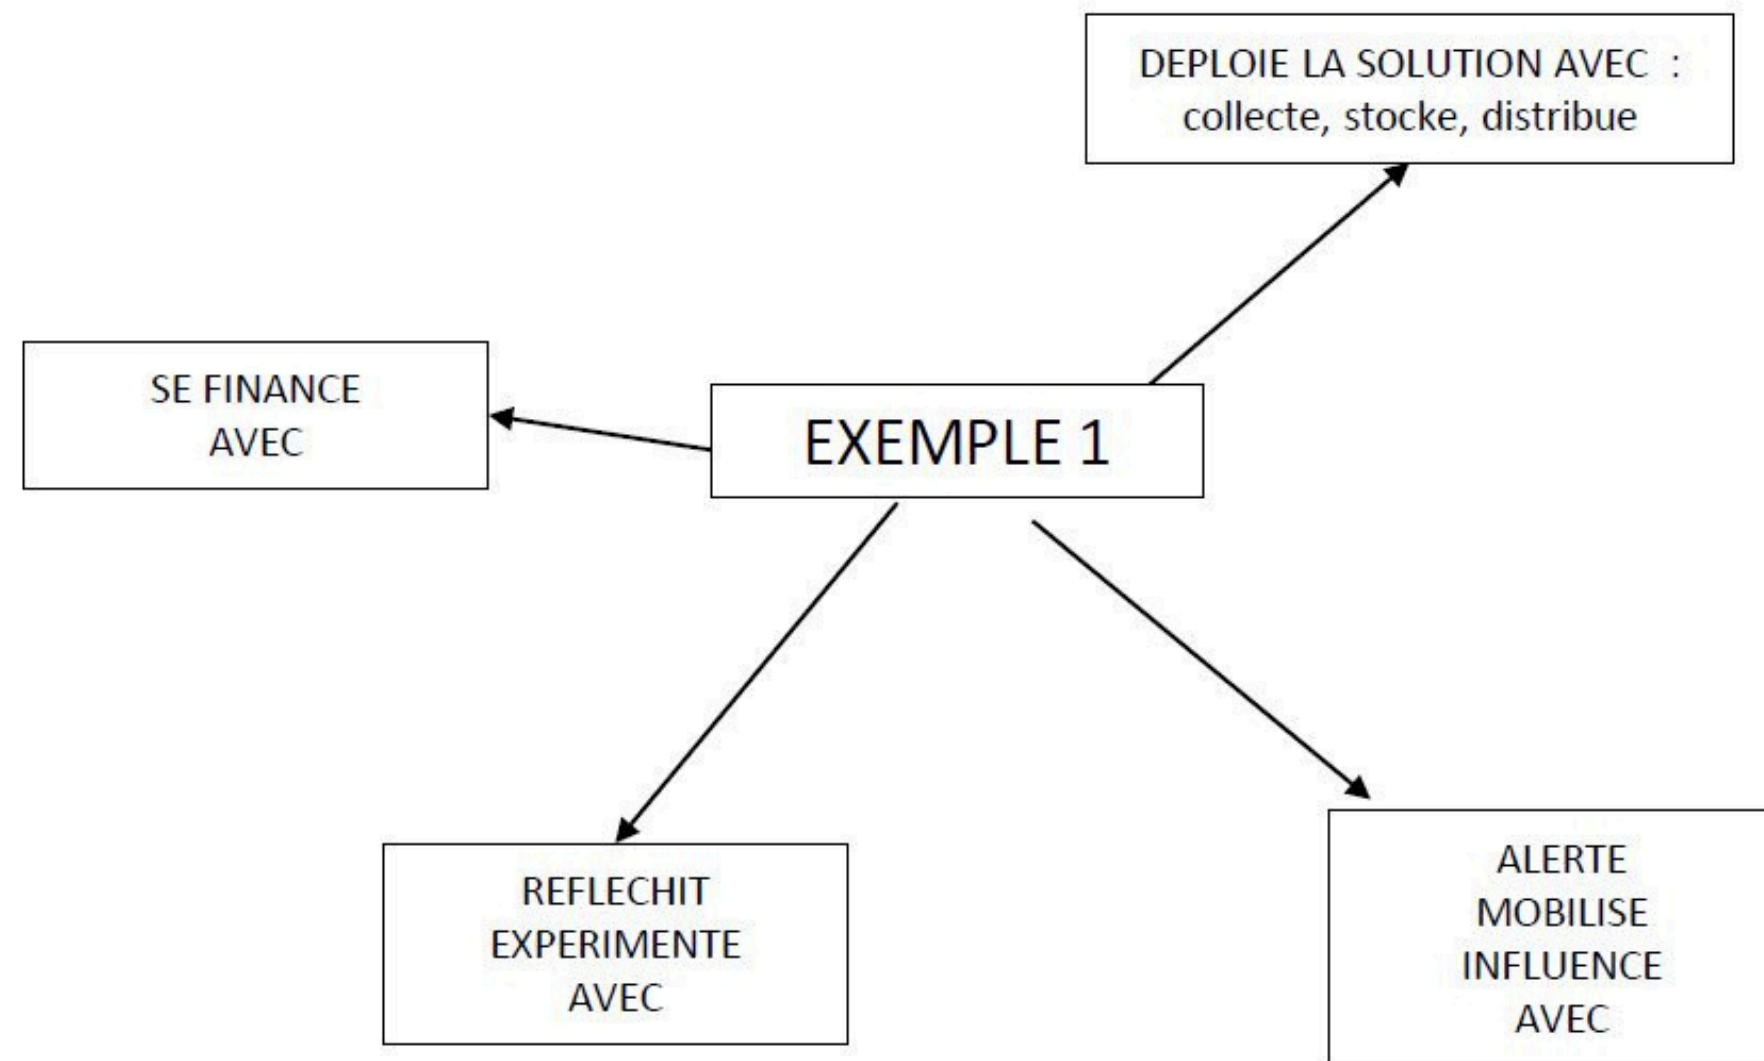 DEPLOIE LA SOLUTION AVEC :
collecte, stocke, distribue
SE FINANCE
AVEC
EXEMPLE 1
REFLECHIT
EXPERIMENTE
AVEC
ALERTE
MOBILISE
INFLUENCE
AVEC